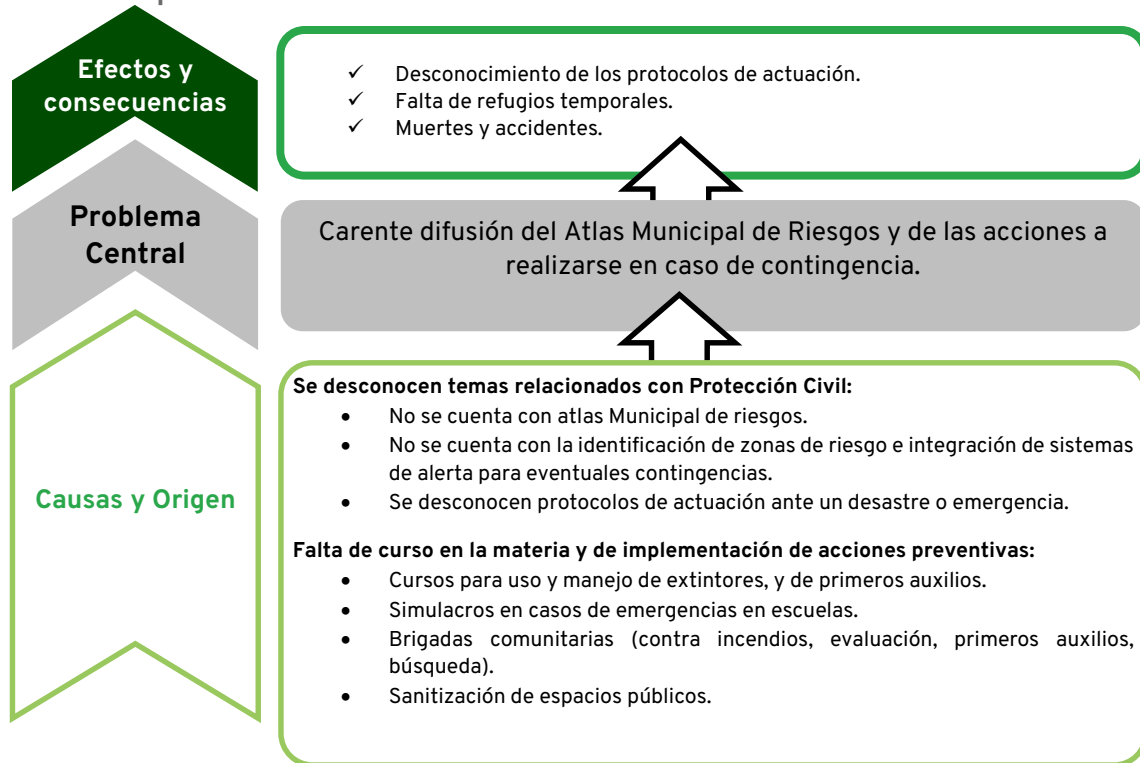 Efectos y
consecuencias
✓ Desconocimiento de los protocolos de actuación.
✓ Falta de refugios temporales.
✓ Muertes y accidentes.
Problema
Central
Carente difusión del Atlas Municipal de Riesgos y de las acciones a
realizarse en caso de contingencia.
Causas y Origen
Se desconocen temas relacionados con Protección Civil:
• No se cuenta con atlas Municipal de riesgos.
• No se cuenta con la identificación de zonas de riesgo e integración de sistemas
de alerta para eventuales contingencias.
• Se desconocen protocolos de actuación ante un desastre o emergencia.
Falta de curso en la materia y de implementación de acciones preventivas:
• Cursos para uso y manejo de extintores, y de primeros auxilios.
• Simulacros en casos de emergencias en escuelas.
• Brigadas comunitarias (contra incendios, evaluación, primeros auxilios,
búsqueda).
• Sanitización de espacios públicos.